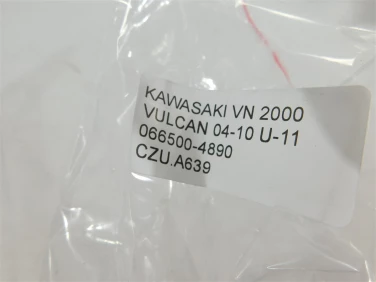 KAWASAKI VN 2000
VULCAN 04-10 U-11
066500-4890
CZU.A639